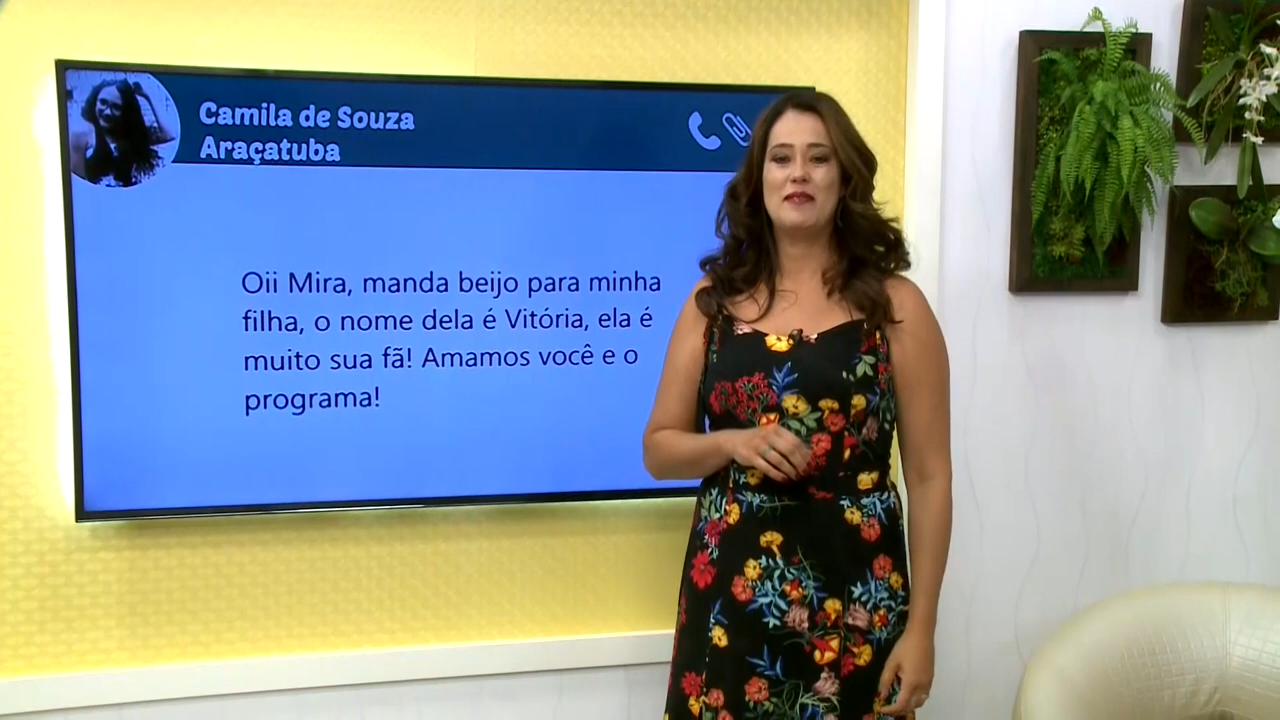 Camila de Souza
Araçatuba
Oii Mira, manda beijo para minha
filha, o nome dela é Vitória, ela é
muito sua fã! Amamos você e o
programa!